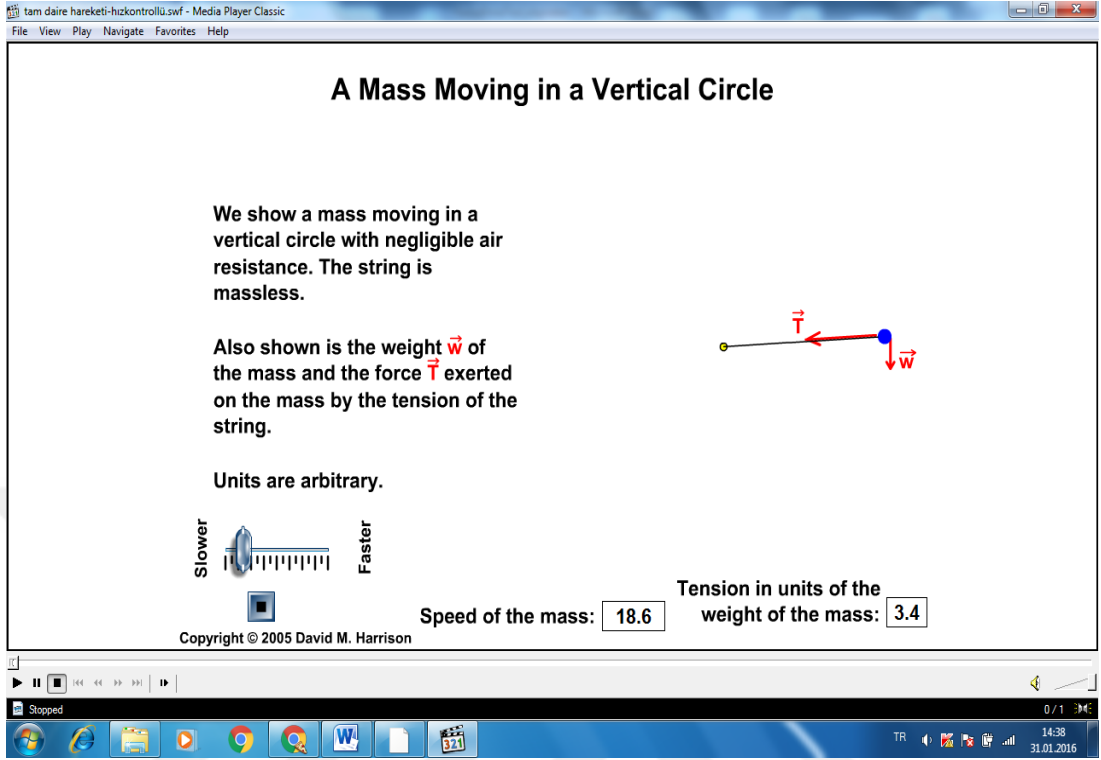 tam daire hareketi-hızkontrollü.swf - Media Player Classic
File View Play Navigate Favorites Help
A Mass Moving in a Vertical Circle
We show a mass moving in a
vertical circle with negligible air
resistance. The string is
massless.
Also shown is the weight w⃗ of
the mass and the force T⃗ exerted
on the mass by the tension of the
string.
Units are arbitrary.
T⃗
w⃗
Slower
Faster
Speed of the mass: 18.6
Tension in units of the
weight of the mass: 3.4
Copyright © 2005 David M. Harrison
Stopped
0 / 1
321
TR
14:38
31.01.2016